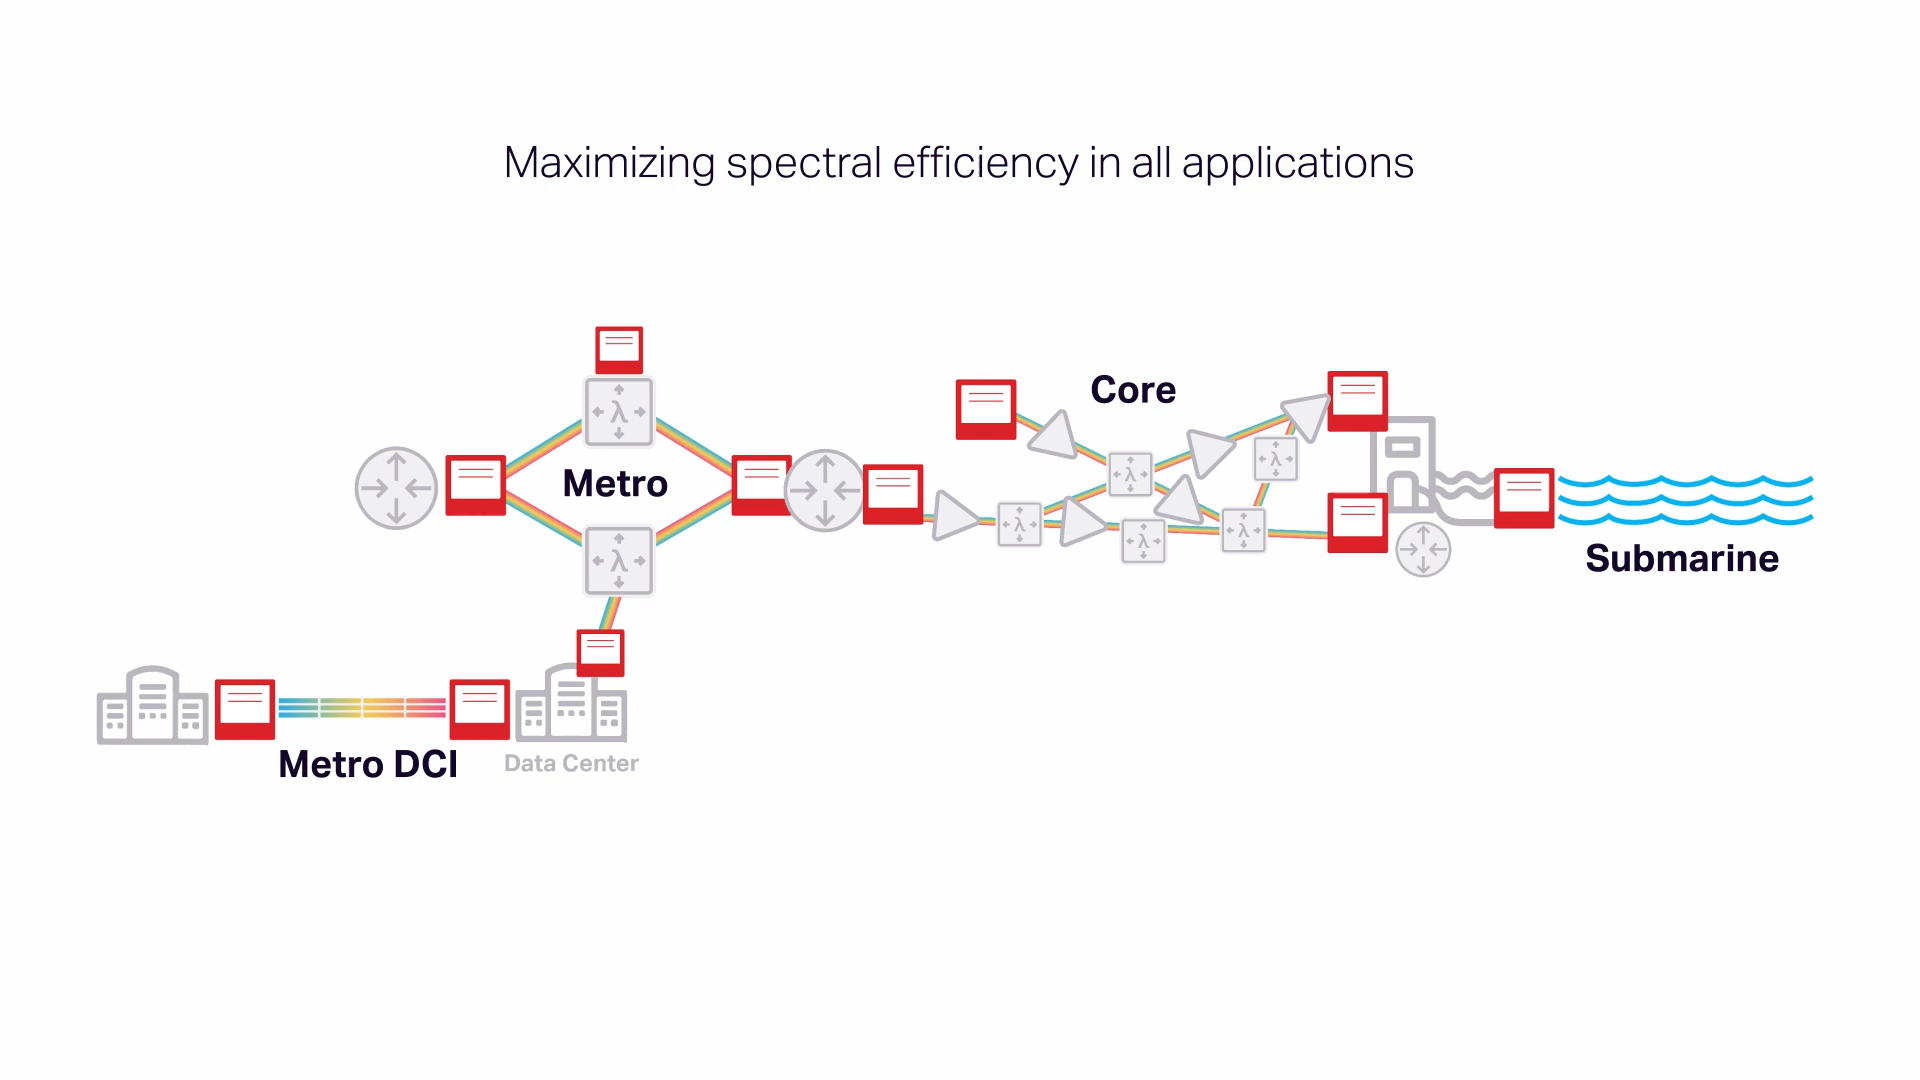 Maximizing spectral efficiency in all applications
Core
Metro
Submarine
Metro DCI
Data Center
λ
λ
λ
λ
λ
λ
λ